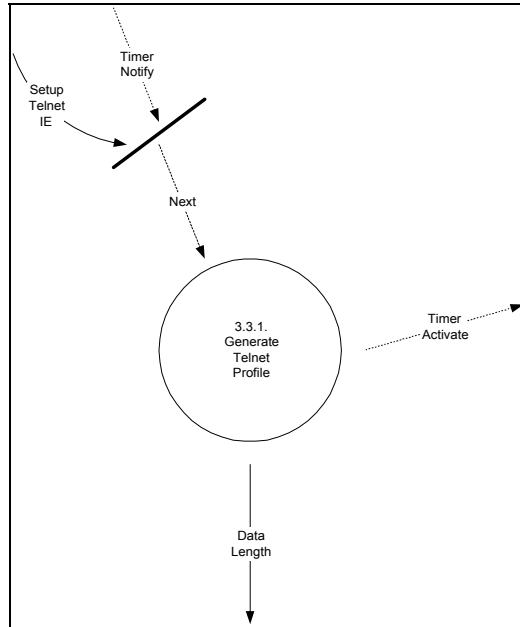 Timer
Notify
Setup
Telnet
IE
Next
3.3.1.
Generate
Telnet
Profile
Timer
Activate
Data
Length